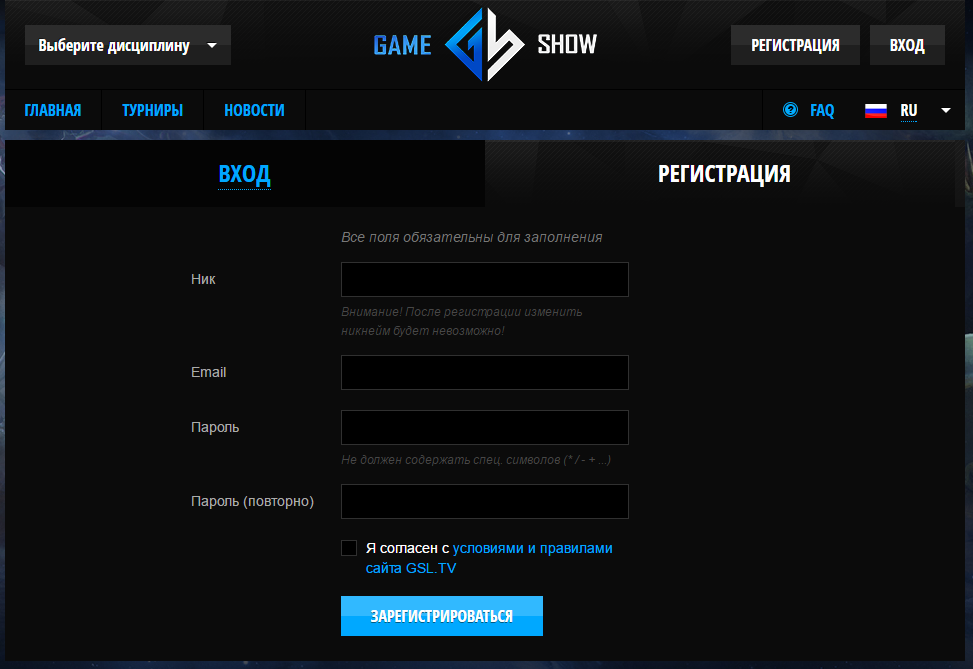 Выберите дисциплину
GAME SHOW
РЕГИСТРАЦИЯ
ВХОД
ГЛАВНАЯ
ТУРНИРЫ
НОВОСТИ
? FAQ
RU
ВХОД
РЕГИСТРАЦИЯ
Все поля обязательны для заполнения
Ник
Внимание! После регистрации изменить
никнейм будет невозможно!
Email
Пароль
Не должен содержать спец. символов (* / - + ...)
Пароль (повторно)
Я согласен с условиями и правилами
сайта GSL.TV
ЗАРЕГИСТРИРОВАТЬСЯ